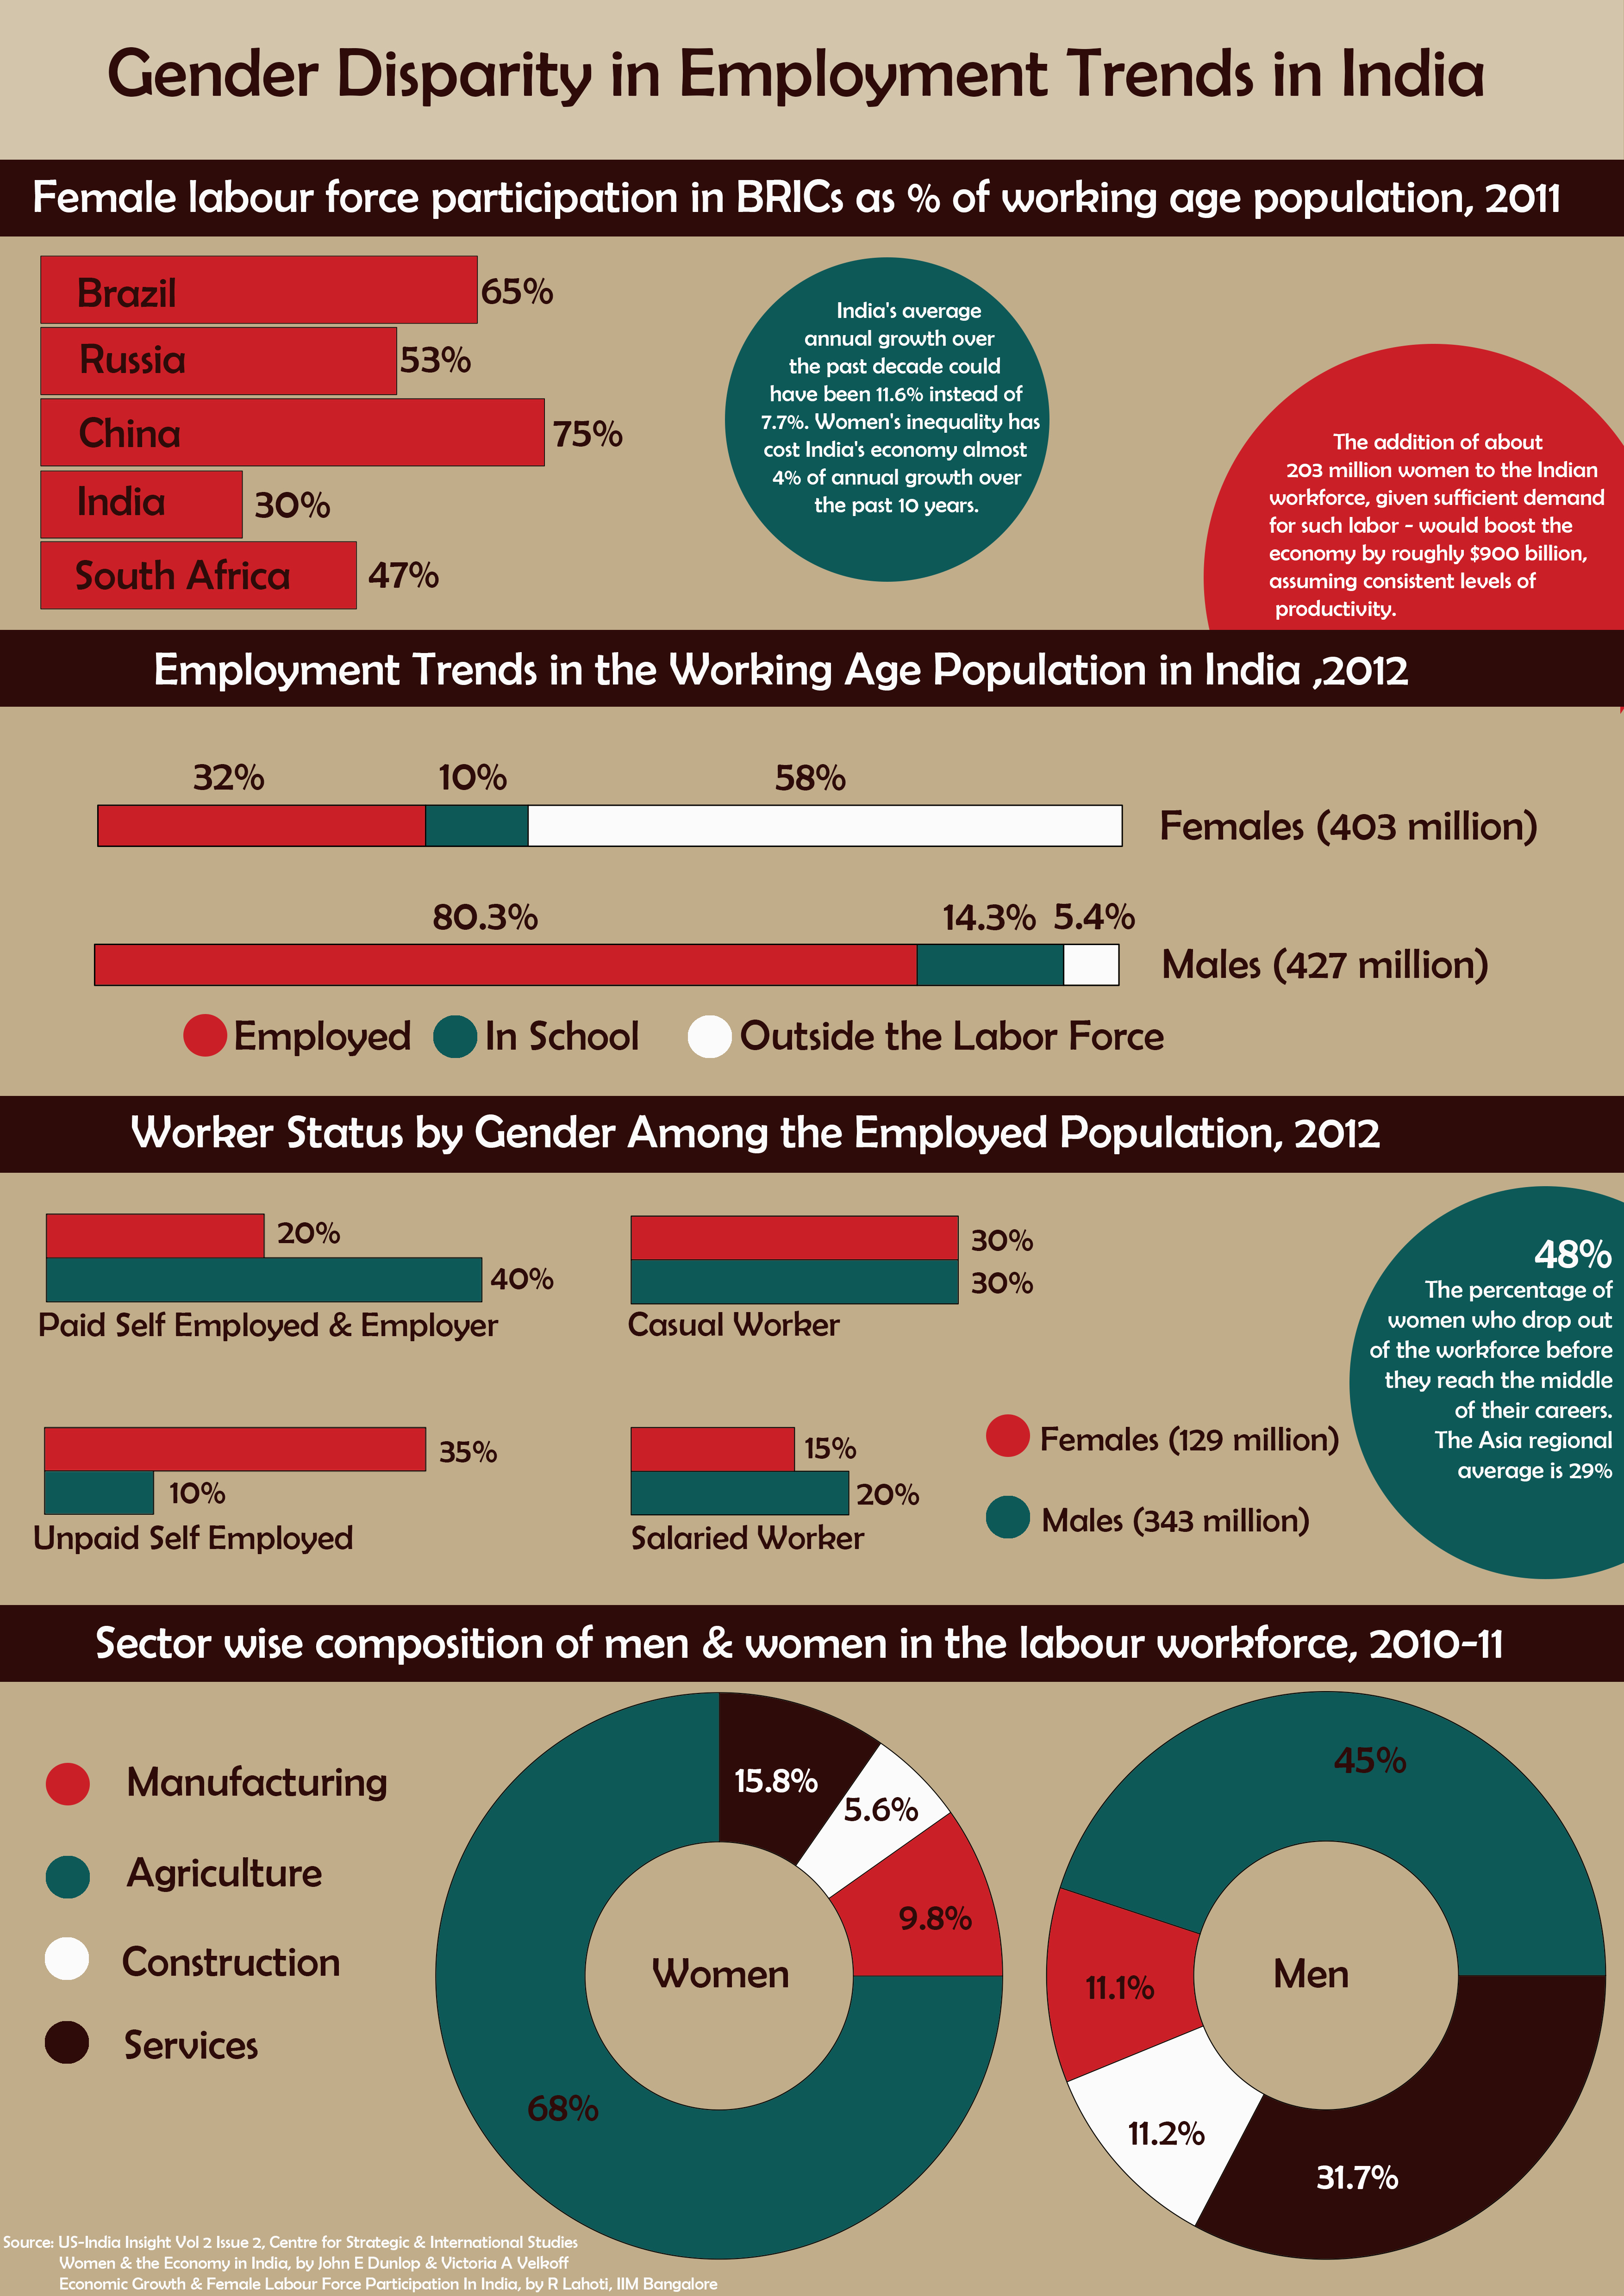 Gender Disparity in Employment Trends in India
Female labour force participation in BRICs as % of working age population, 2011
Brazil 65%
Russia 53%
China 75%
India 30%
South Africa 47%
India's average
annual growth over
the past decade could
have been 11.6% instead of
7.7%. Women's inequality has
cost India's economy almost
4% of annual growth over
the past 10 years.
The addition of about
203 million women to the Indian
workforce, given sufficient demand
for such labor - would boost the
economy by roughly $900 billion,
assuming consistent levels of
productivity.
Employment Trends in the Working Age Population in India ,2012
32% 10% 58%
Females (403 million)
80.3% 14.3% 5.4%
Males (427 million)
Employed In School Outside the Labor Force
Worker Status by Gender Among the Employed Population, 2012
20%
40%
Paid Self Employed & Employer
30%
30%
Casual Worker
35%
10%
Unpaid Self Employed
15%
20%
Salaried Worker
Females (129 million)
Males (343 million)
48%
The percentage of
women who drop out
of the workforce before
they reach the middle
of their careers.
The Asia regional
average is 29%
Sector wise composition of men & women in the labour workforce, 2010-11
Manufacturing
Agriculture
Construction
Services
15.8%
5.6%
9.8%
Women
68%
45%
11.1%
Men
11.2%
31.7%
Source: US-India Insight Vol 2 Issue 2, Centre for Strategic & International Studies
Women & the Economy in India, by John E Dunlop & Victoria A Velkoff
Economic Growth & Female Labour Force Participation In India, by R Lahoti, IIM Bangalore